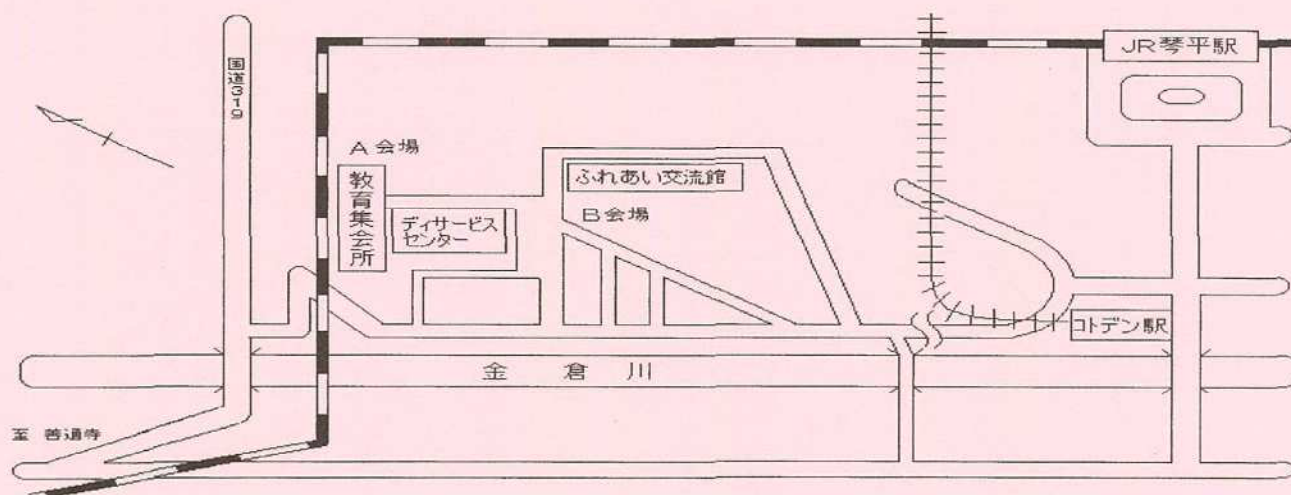 JR琴平駅
国道319
A会場
教育集会所
ふれあい交流館
B会場
ディサービス
センター
コトデン駅
金倉川
至 善通寺